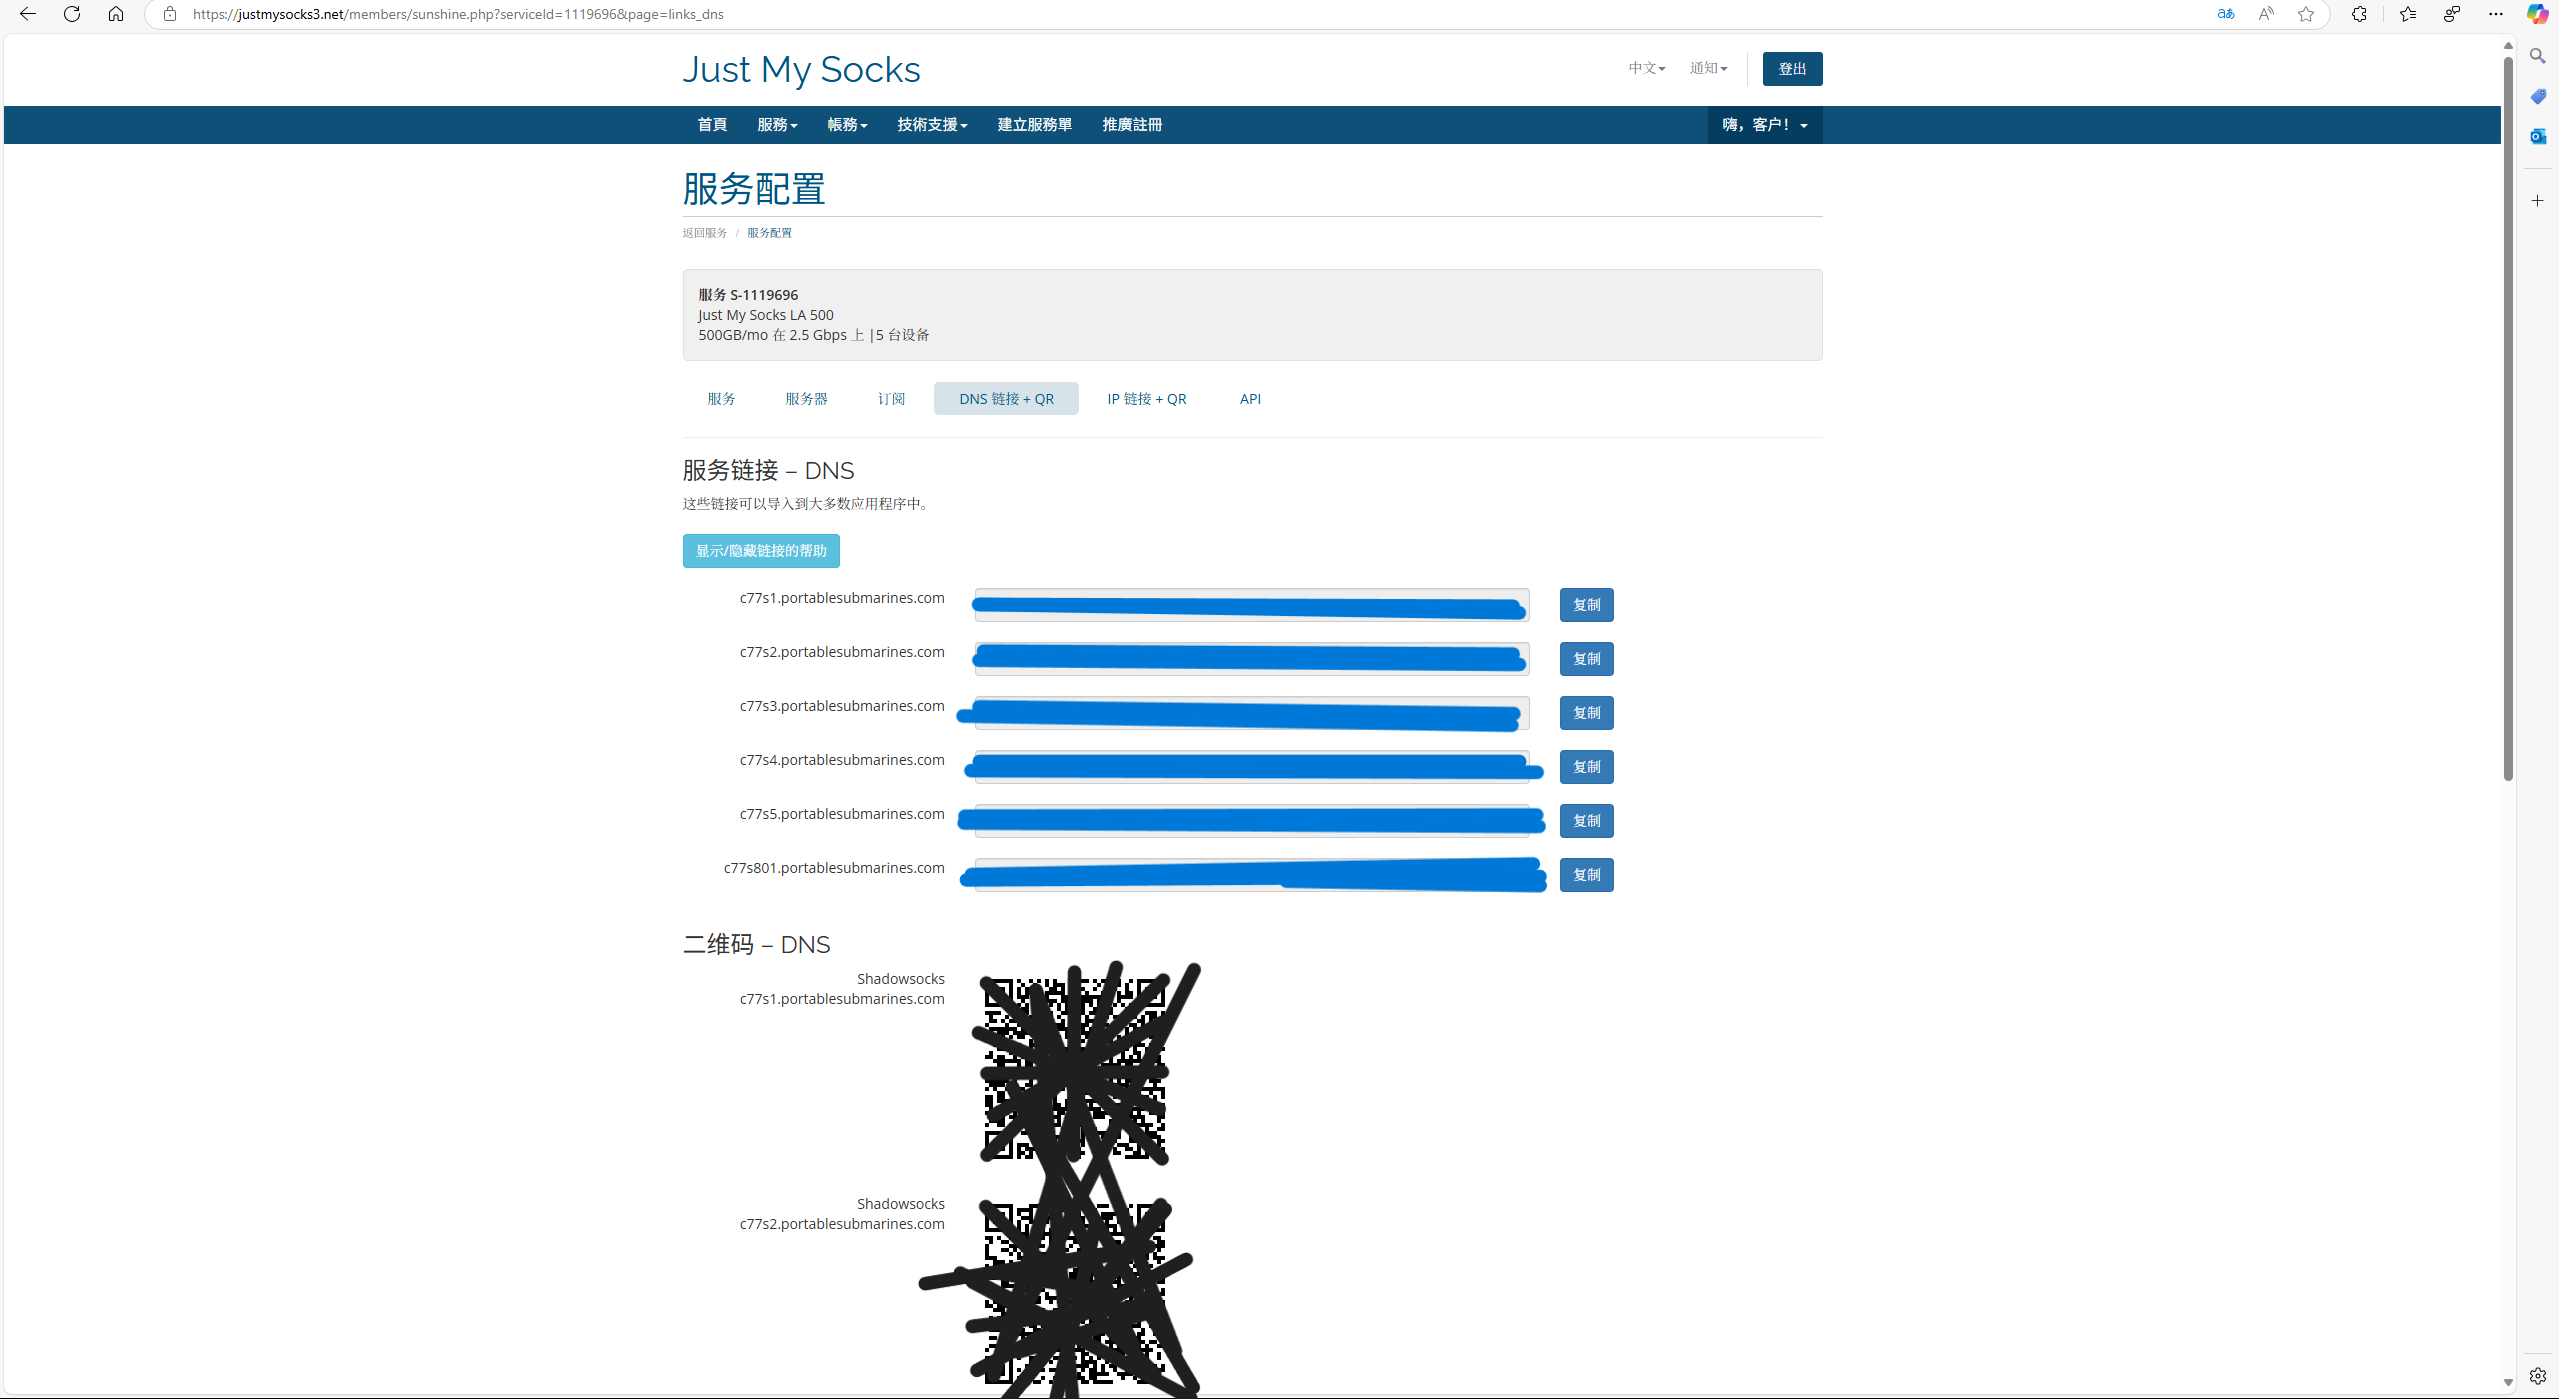 https://justmysocks3.net/members/sunshine.php?serviceId=1119696&page=links_dns
Just My Socks
中文 通知 登出
首頁 服務 帳務 技術支援 建立服務單 推廣註冊 嗨，客户！
服务配置
返回服务 / 服务配置
服务 S-1119696
Just My Socks LA 500
500GB/mo 在 2.5 Gbps 上 |5 台设备
服务 服务器 订阅 DNS 链接 + QR IP 链接 + QR API
服务链接 – DNS
这些链接可以导入到大多数应用程序中。
显示/隐藏链接的帮助
c77s1.portablesubmarines.com 复制
c77s2.portablesubmarines.com 复制
c77s3.portablesubmarines.com 复制
c77s4.portablesubmarines.com 复制
c77s5.portablesubmarines.com 复制
c77s801.portablesubmarines.com 复制
二维码 – DNS
Shadowsocks
c77s1.portablesubmarines.com
Shadowsocks
c77s2.portablesubmarines.com